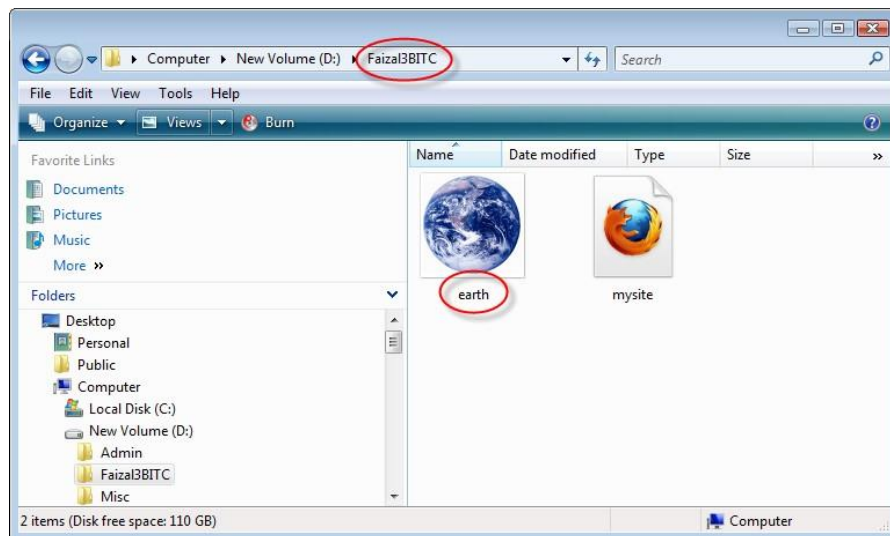 Computer New Volume (D:) Faizal3BITC Search
File Edit View Tools Help
Organize Views Burn
Favorite Links
Documents
Pictures
Music
More »
Folders
Desktop
Personal
Public
Computer
Local Disk (C:)
New Volume (D:)
Admin
Faizal3BITC
Misc
Name Date modified Type Size »
earth mysite
2 items (Disk free space: 110 GB) Computer